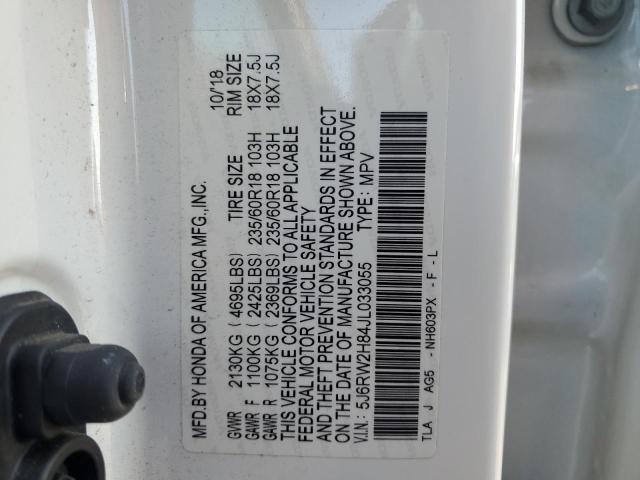 MFD.BY HONDA OF AMERICA MFG.,INC. 10/18
GVWR 2130KG ( 4695LBS) TIRE SIZE RIM SIZE
GAWR F 1100KG ( 2425LBS) 235/60R18 103H 18X7.5J
GAWR R 1075KG ( 2369LBS) 235/60R18 103H 18X7.5J
THIS VEHICLE CONFORMS TO ALL APPLICABLE
FEDERAL MOTOR VEHICLE SAFETY
AND THEFT PREVENTION STANDARDS IN EFFECT
ON THE DATE OF MANUFACTURE SHOWN ABOVE.
V.I.N.: 5J6RW2H84JL033055 TYPE: MPV
TLA J AG5 - NH603PX - F - L